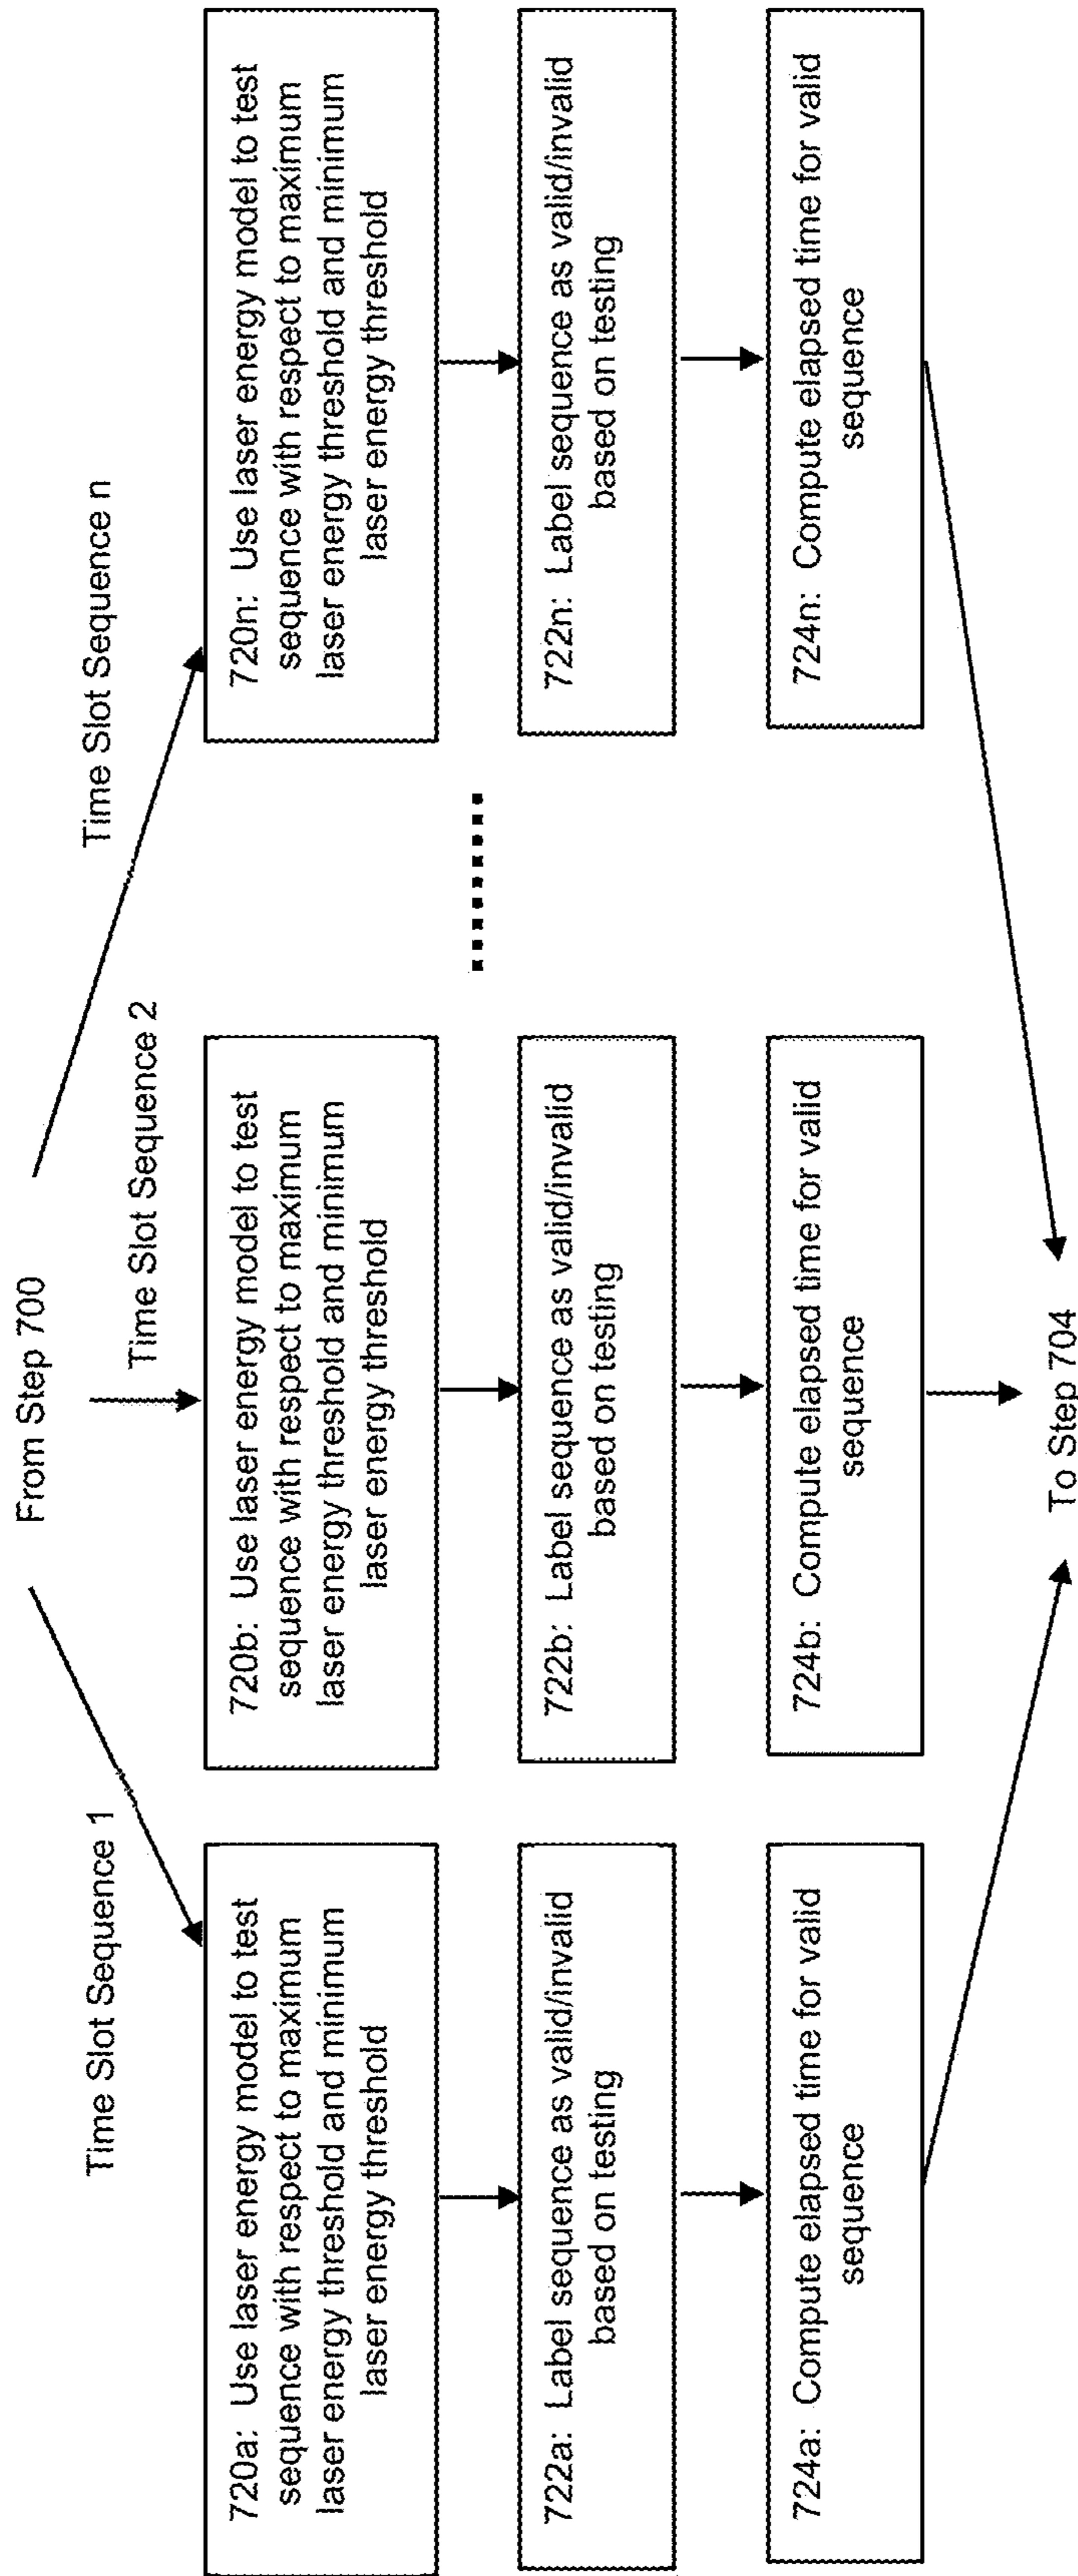 From Step 700
Time Slot Sequence 1
Time Slot Sequence 2
Time Slot Sequence n
720a: Use laser energy model to test
sequence with respect to maximum
laser energy threshold and minimum
laser energy threshold
722a: Label sequence as valid/invalid
based on testing
724a: Compute elapsed time for valid
sequence
720b: Use laser energy model to test
sequence with respect to maximum
laser energy threshold and minimum
laser energy threshold
722b: Label sequence as valid/invalid
based on testing
724b: Compute elapsed time for valid
sequence
720n: Use laser energy model to test
sequence with respect to maximum
laser energy threshold and minimum
laser energy threshold
722n: Label sequence as valid/invalid
based on testing
724n: Compute elapsed time for valid
sequence
To Step 704